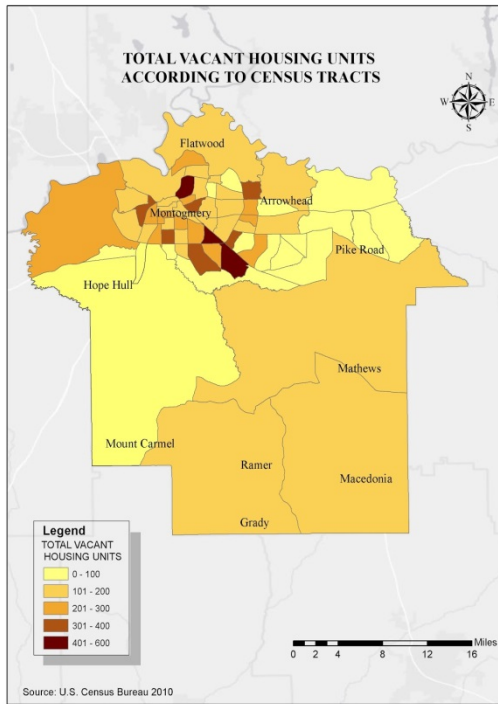 TOTAL VACANT HOUSING UNITS
ACCORDING TO CENSUS TRACTS
N
W E
S
Flatwood
Arrowhead
Montogmery
Pike Road
Hope Hull
Mathews
Mount Carmel
Ramer
Macedonia
Grady
Legend
TOTAL VACANT
HOUSING UNITS
0 - 100
101 - 200
201 - 300
301 - 400
401 - 600
Miles
0 2 4 8 12 16
Source: U.S. Census Bureau 2010